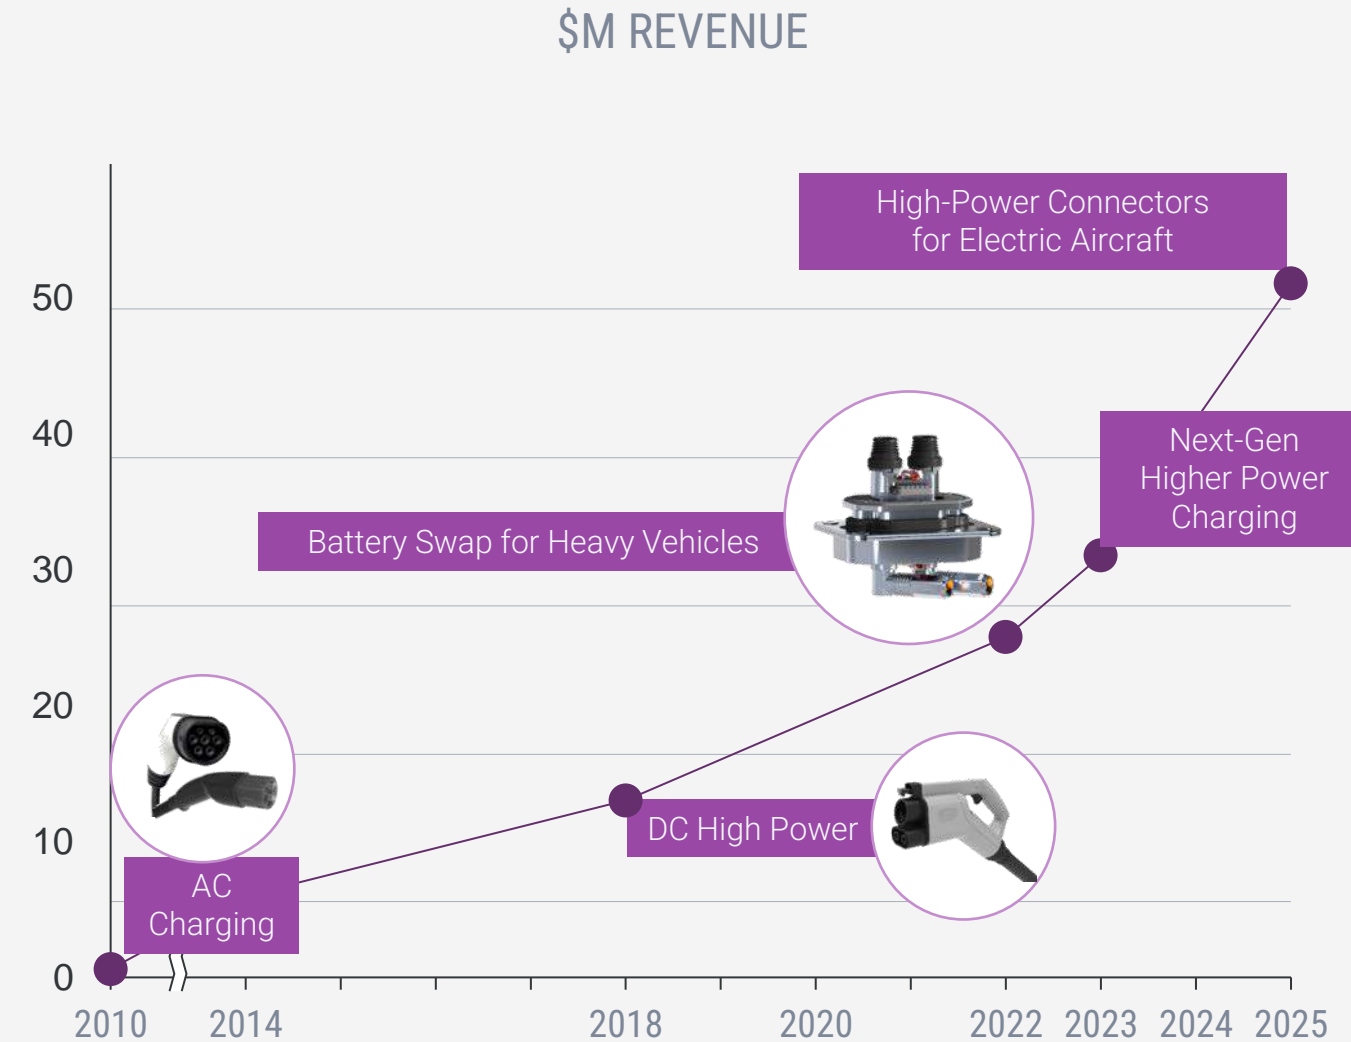 $M REVENUE
High-Power Connectors
for Electric Aircraft
50
40
Next-Gen
Higher Power
Charging
Battery Swap for Heavy Vehicles
30
20
DC High Power
10
AC
Charging
0
2010 2014 2018 2020 2022 2023 2024 2025